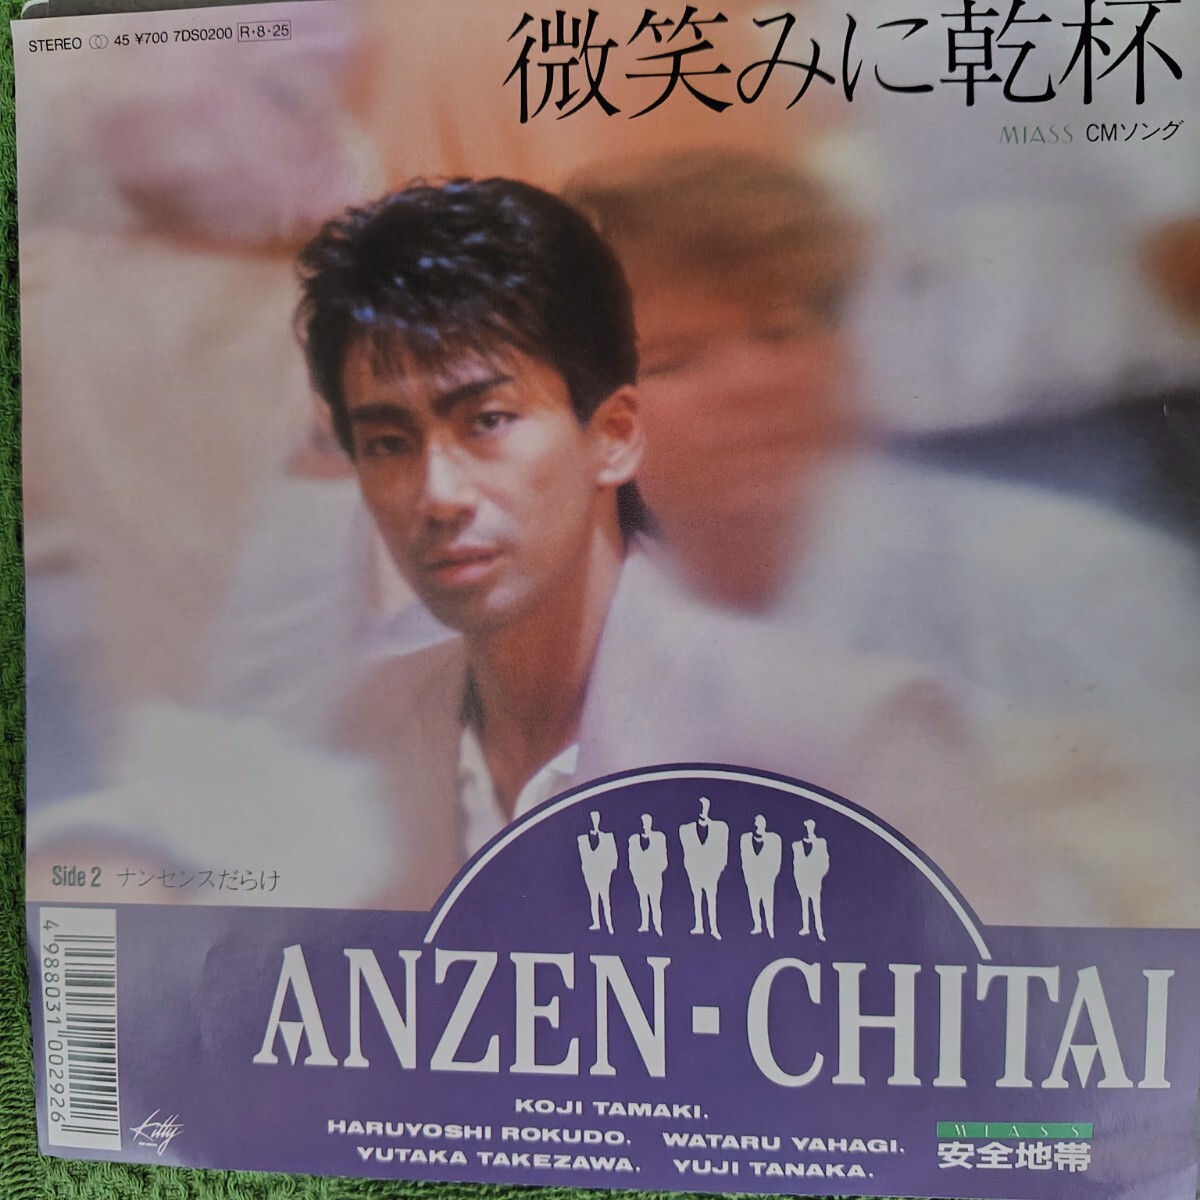 微笑みに乾杯
STEREO 45 ¥700 7DS0200 R・8・25
MIASS CMソング
Side 2 ナンセンスだらけ
ANZEN-CHITAI
KOJI TAMAKI.
HARUYOSHI ROKUDO. WATARU YAHAGI.
YUTAKA TAKEZAWA. YUJI TANAKA.
MIASS
安全地帯
4 988031 002926
Kitty